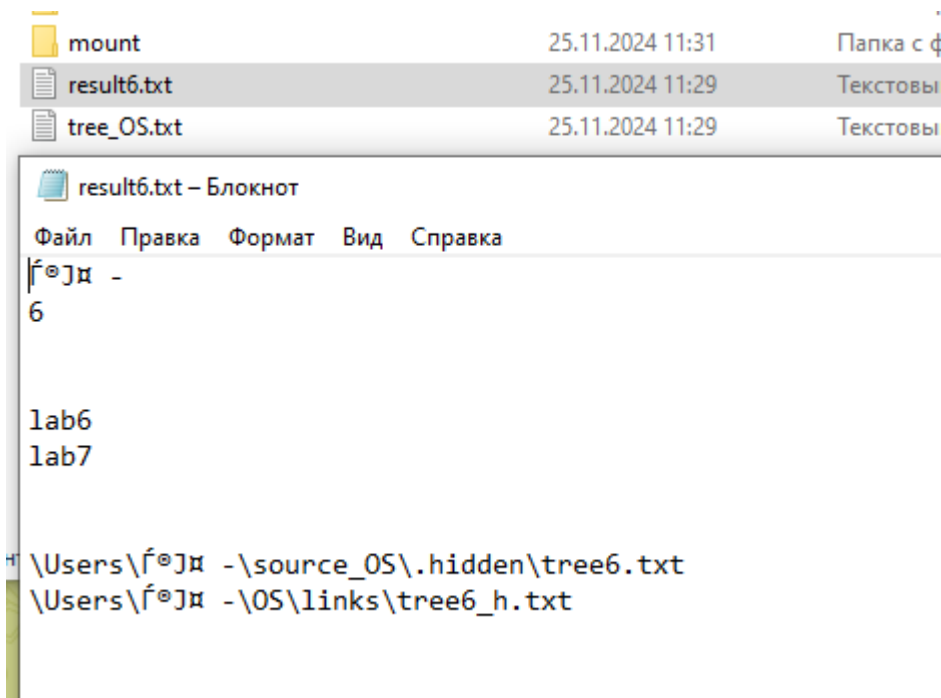 mount 25.11.2024 11:31 Папка с ф
result6.txt 25.11.2024 11:29 Текстовы
tree_OS.txt 25.11.2024 11:29 Текстовы
result6.txt – Блокнот
Файл Правка Формат Вид Справка
Ѓ®Ј¤ -
6
lab6
lab7
\Users\Ѓ®Ј¤ -\source_OS\.hidden\tree6.txt
\Users\Ѓ®Ј¤ -\OS\links\tree6_h.txt